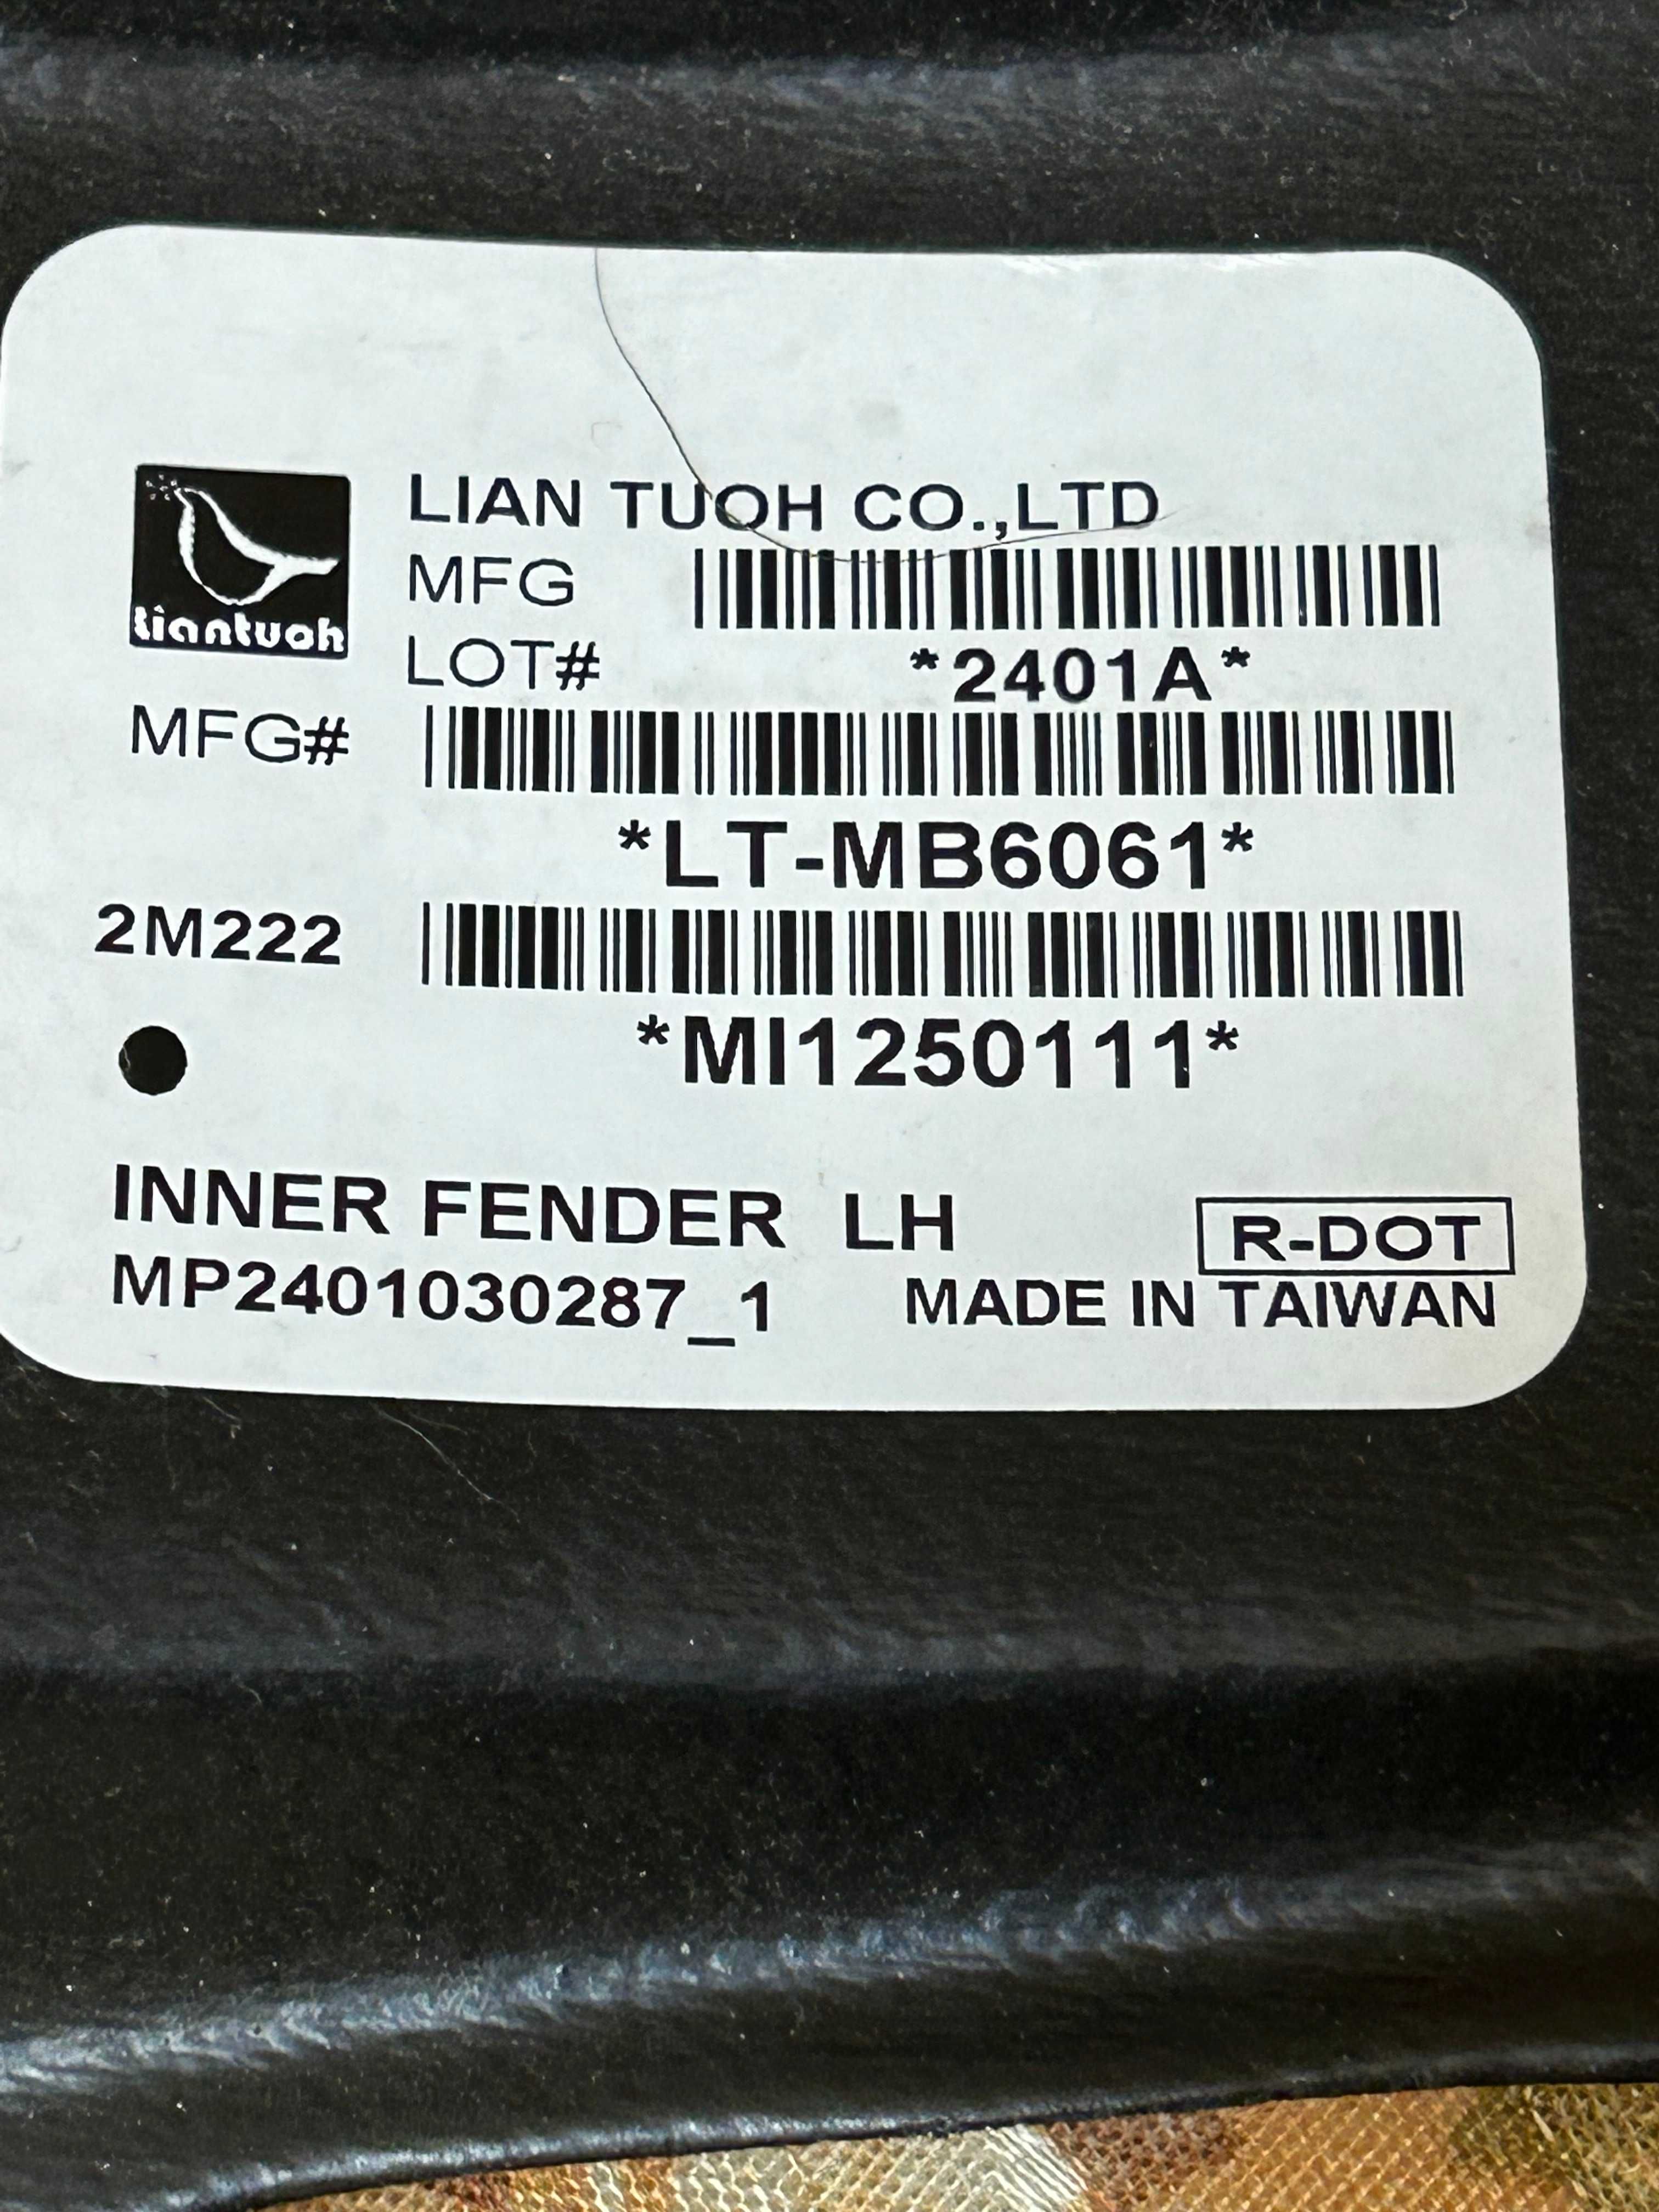 LIAN TUOH CO.,LTD
liantuoh
MFG
LOT#
*2401A*
MFG#
*LT-MB6061*
2M222
*MI1250111*
INNER FENDER LH
R-DOT
MP2401030287_1 MADE IN TAIWAN